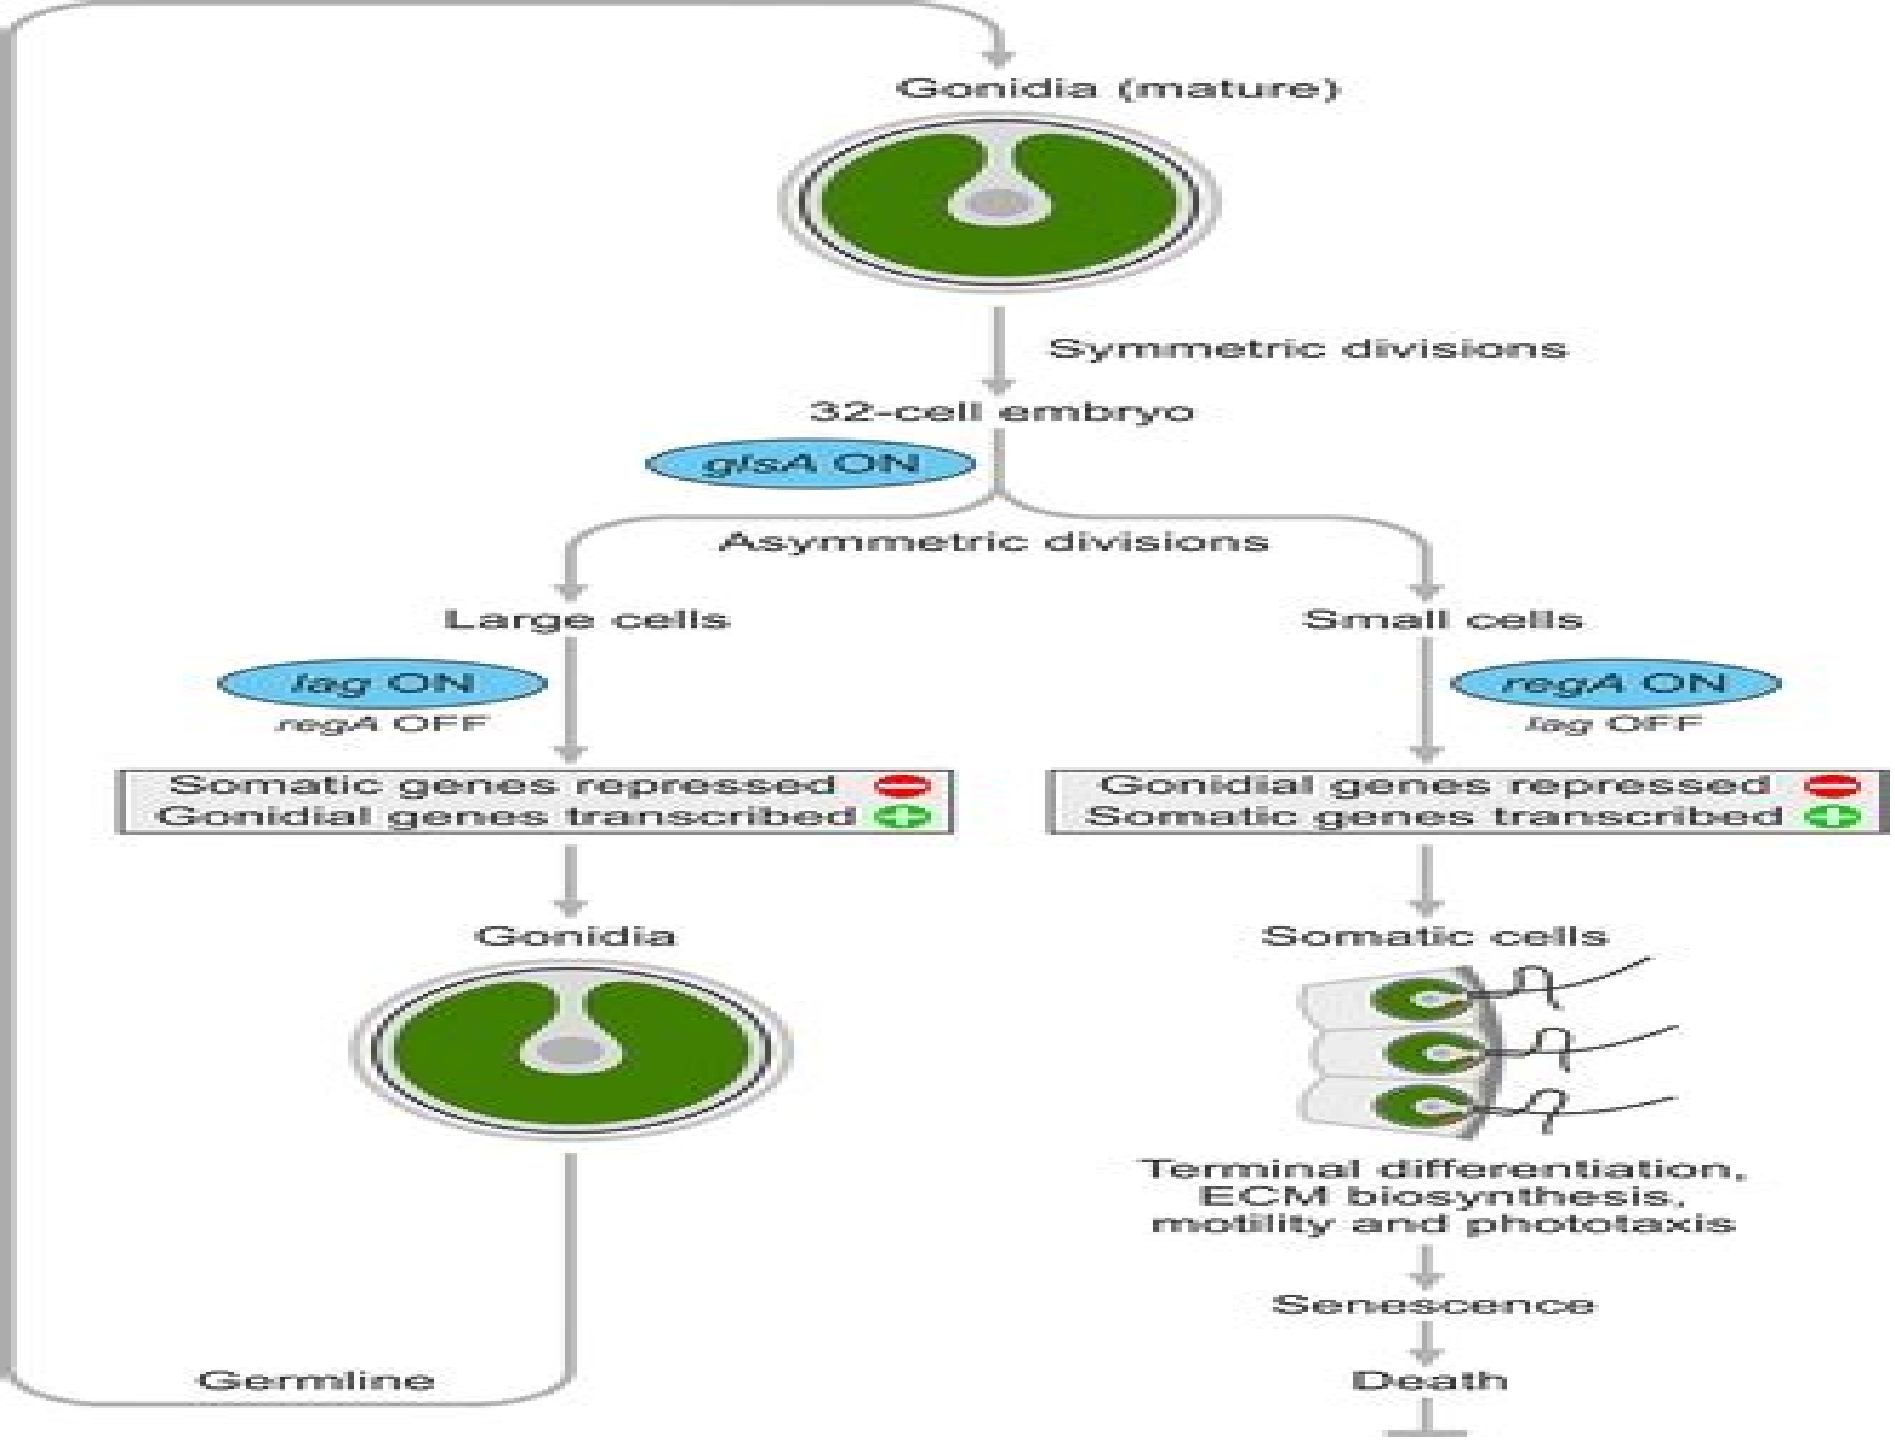 Gonidia (mature)
Symmetric divisions
32-cell embryo
glsA ON
Asymmetric divisions
Large cells
Small cells
lag ON
regA OFF
regA ON
lag OFF
Somatic genes repressed
Gonidial genes transcribed
Gonidial genes repressed
Somatic genes transcribed
Gonidia
Somatic cells
Terminal differentiation,
ECM biosynthesis,
motility and phototaxis
Senescence
Germline
Death